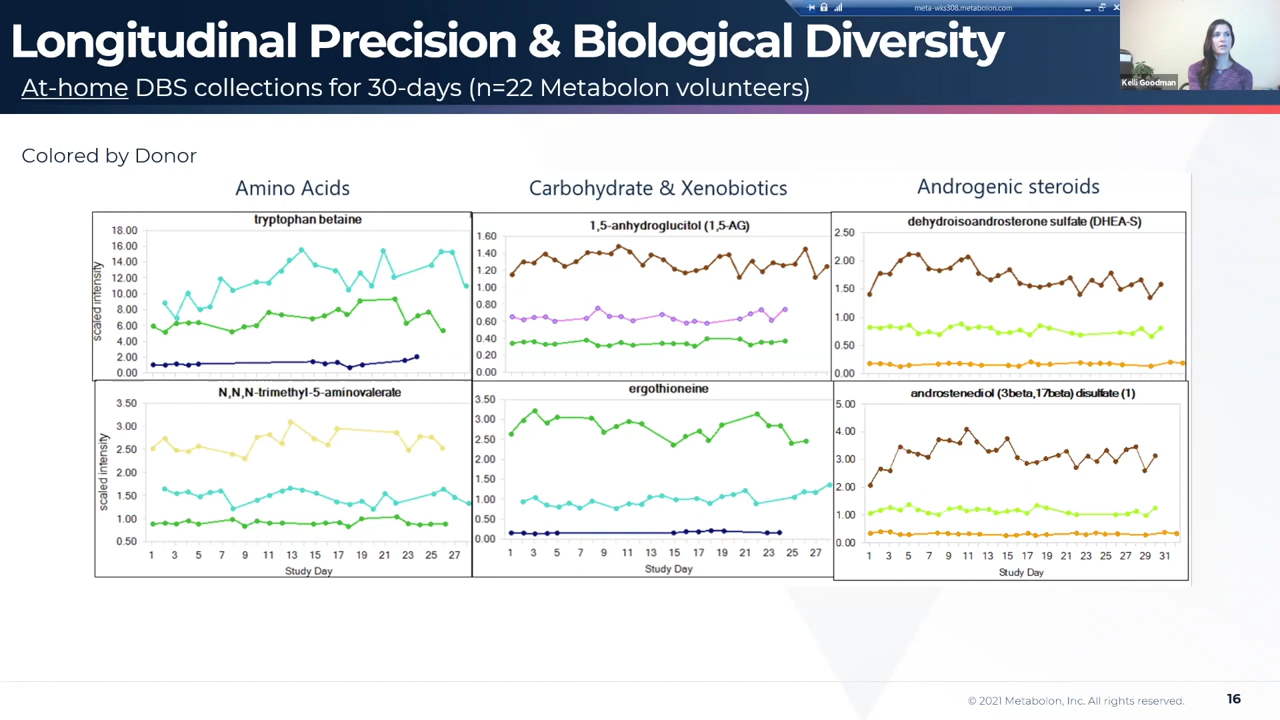 meta-wks308.metabolon.com
Longitudinal Precision & Biological Diversity
At-home DBS collections for 30-days (n=22 Metabolon volunteers)
Kelli Goodman
Colored by Donor
Amino Acids
Carbohydrate & Xenobiotics
Androgenic steroids
tryptophan betaine
scaled intensity
18.00
16.00
14.00
12.00
10.00
8.00
6.00
4.00
2.00
0.00
1,5-anhydroglucitol (1,5-AG)
1.60
1.40
1.20
1.00
0.80
0.60
0.40
0.20
0.00
dehydroisoandrosterone sulfate (DHEA-S)
2.50
2.00
1.50
1.00
0.50
0.00
N,N,N-trimethyl-5-aminovalerate
scaled intensity
3.50
3.00
2.50
2.00
1.50
1.00
0.50
1 3 5 7 9 11 13 15 17 19 21 23 25 27
Study Day
ergothioneine
3.50
3.00
2.50
2.00
1.50
1.00
0.50
0.00
1 3 5 7 9 11 13 15 17 19 21 23 25 27
Study Day
androstenediol (3beta,17beta) disulfate (1)
5.00
4.00
3.00
2.00
1.00
0.00
1 3 5 7 9 11 13 15 17 19 21 23 25 27 29 31
Study Day
© 2021 Metabolon, Inc. All rights reserved.
16